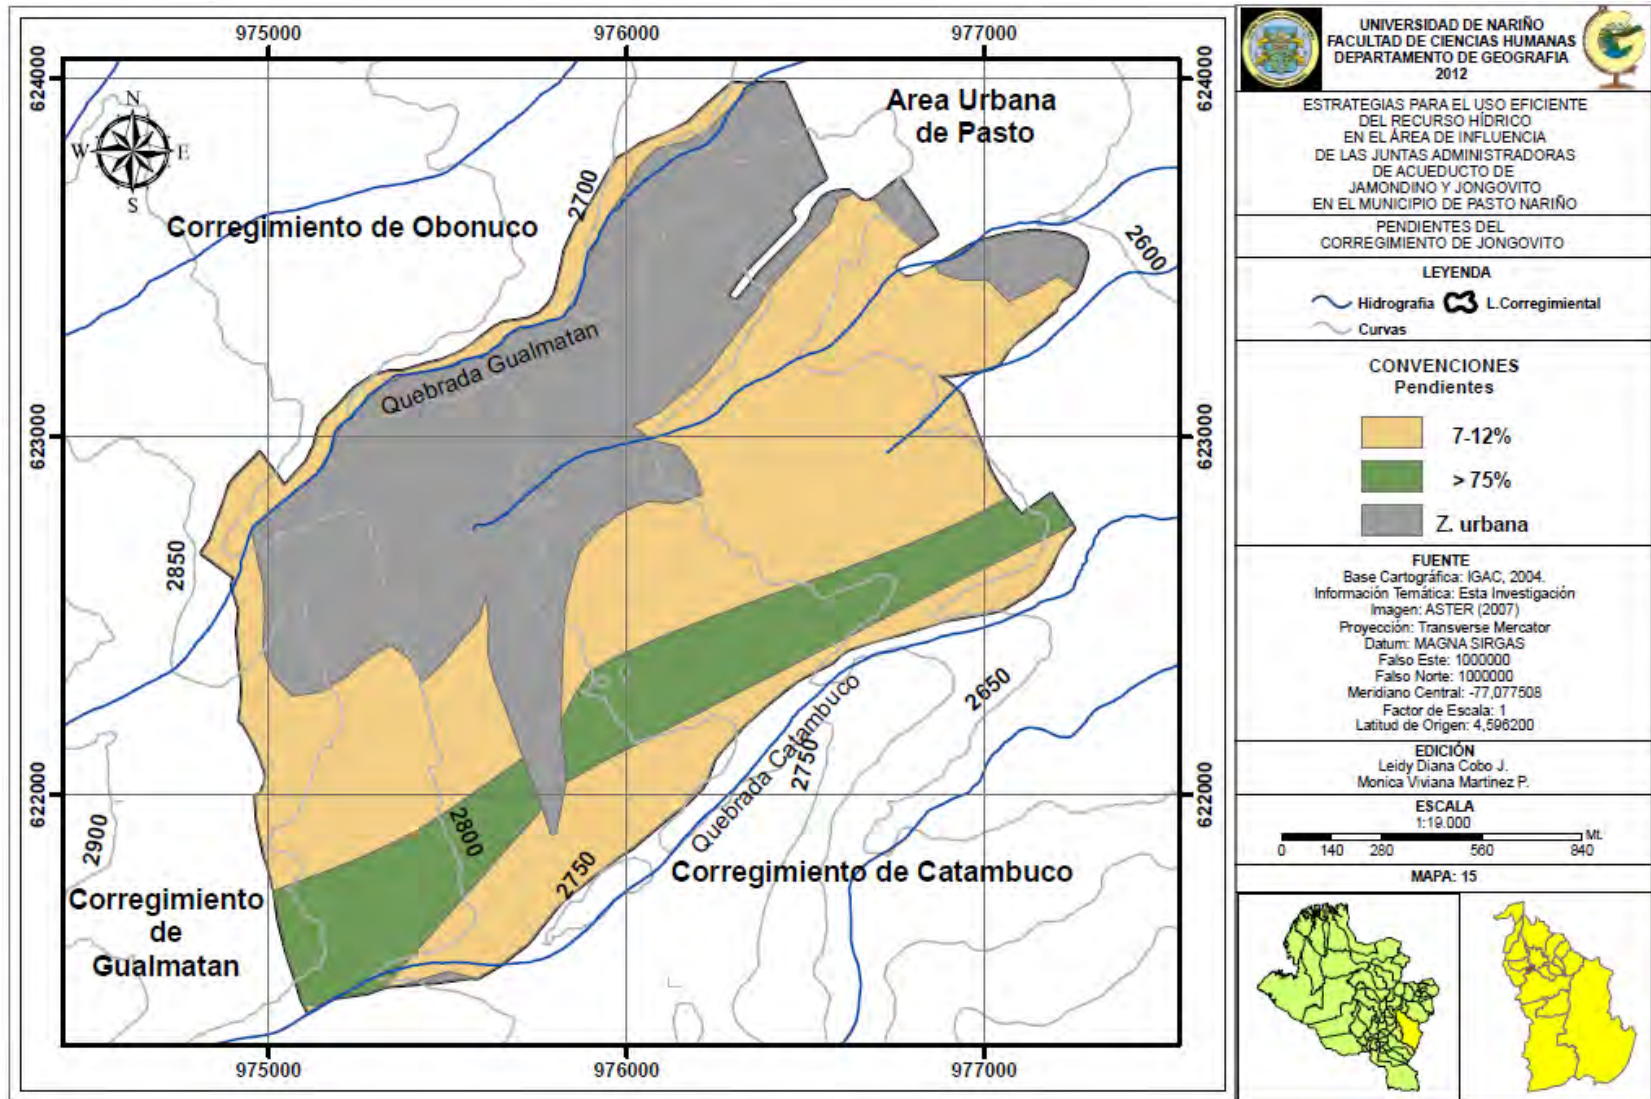 975000
976000
977000
624000
624000
N
W
E
S
Area Urbana
de Pasto
2700
Corregimiento de Obonuco
2600
Quebrada Gualmatan
623000
623000
2850
2650
Quebrada Catambuco
2750
622000
622000
2900
2800
2750
Corregimiento de Catambuco
Corregimiento
de
Gualmatan
975000
976000
977000
UNIVERSIDAD DE NARIÑO
FACULTAD DE CIENCIAS HUMANAS
DEPARTAMENTO DE GEOGRAFIA
2012
ESTRATEGIAS PARA EL USO EFICIENTE
DEL RECURSO HÍDRICO
EN EL ÁREA DE INFLUENCIA
DE LAS JUNTAS ADMINISTRADORAS
DE ACUEDUCTO DE
JAMONDINO Y JONGOVITO
EN EL MUNICIPIO DE PASTO NARIÑO
PENDIENTES DEL
CORREGIMIENTO DE JONGOVITO
LEYENDA
Hidrografia L.Corregimiental
Curvas
CONVENCIONES
Pendientes
7-12%
> 75%
Z. urbana
FUENTE
Base Cartográfica: IGAC, 2004.
Información Temática: Esta Investigación
Imagen: ASTER (2007)
Proyección: Transverse Mercator
Datum: MAGNA SIRGAS
Falso Este: 1000000
Falso Norte: 1000000
Meridiano Central: -77,077508
Factor de Escala: 1
Latitud de Origen: 4,596200
EDICIÓN
Leidy Diana Cobo J.
Monica Viviana Martinez P.
ESCALA
1:19.000
Mt.
0 140 280 560 840
MAPA: 15